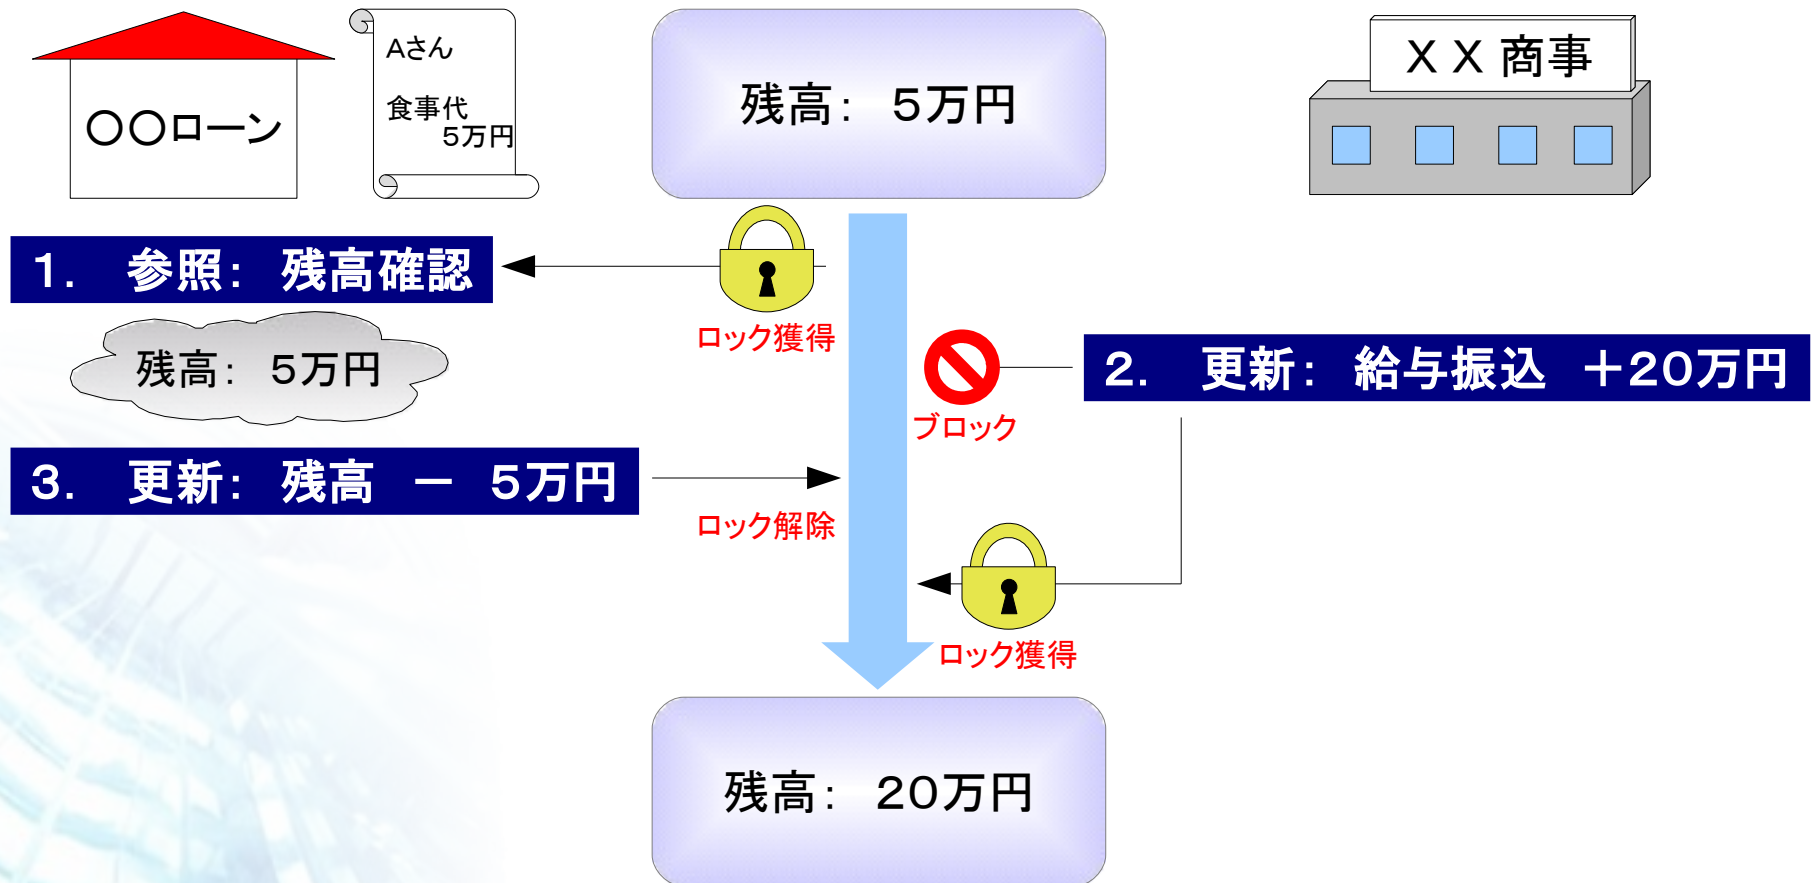 〇〇ローン
Aさん
食事代
5万円
残高: 5万円
XX商事
1. 参照: 残高確認
ロック獲得
残高: 5万円
ブロック
2. 更新: 給与振込 +20万円
3. 更新: 残高 − 5万円
ロック解除
ロック獲得
残高: 20万円